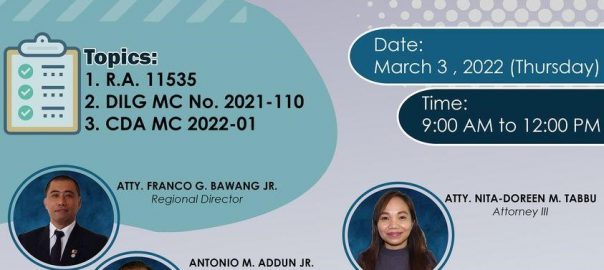 Topics:
1. R.A. 11535
2. DILG MC No. 2021-110
3. CDA MC 2022-01
Date:
March 3 , 2022 (Thursday)
Time:
9:00 AM to 12:00 PM
ATTY. FRANCO G. BAWANG JR.
Regional Director
ATTY. NITA-DOREEN M. TABBU
Attorney III
ANTONIO M. ADDUN JR.